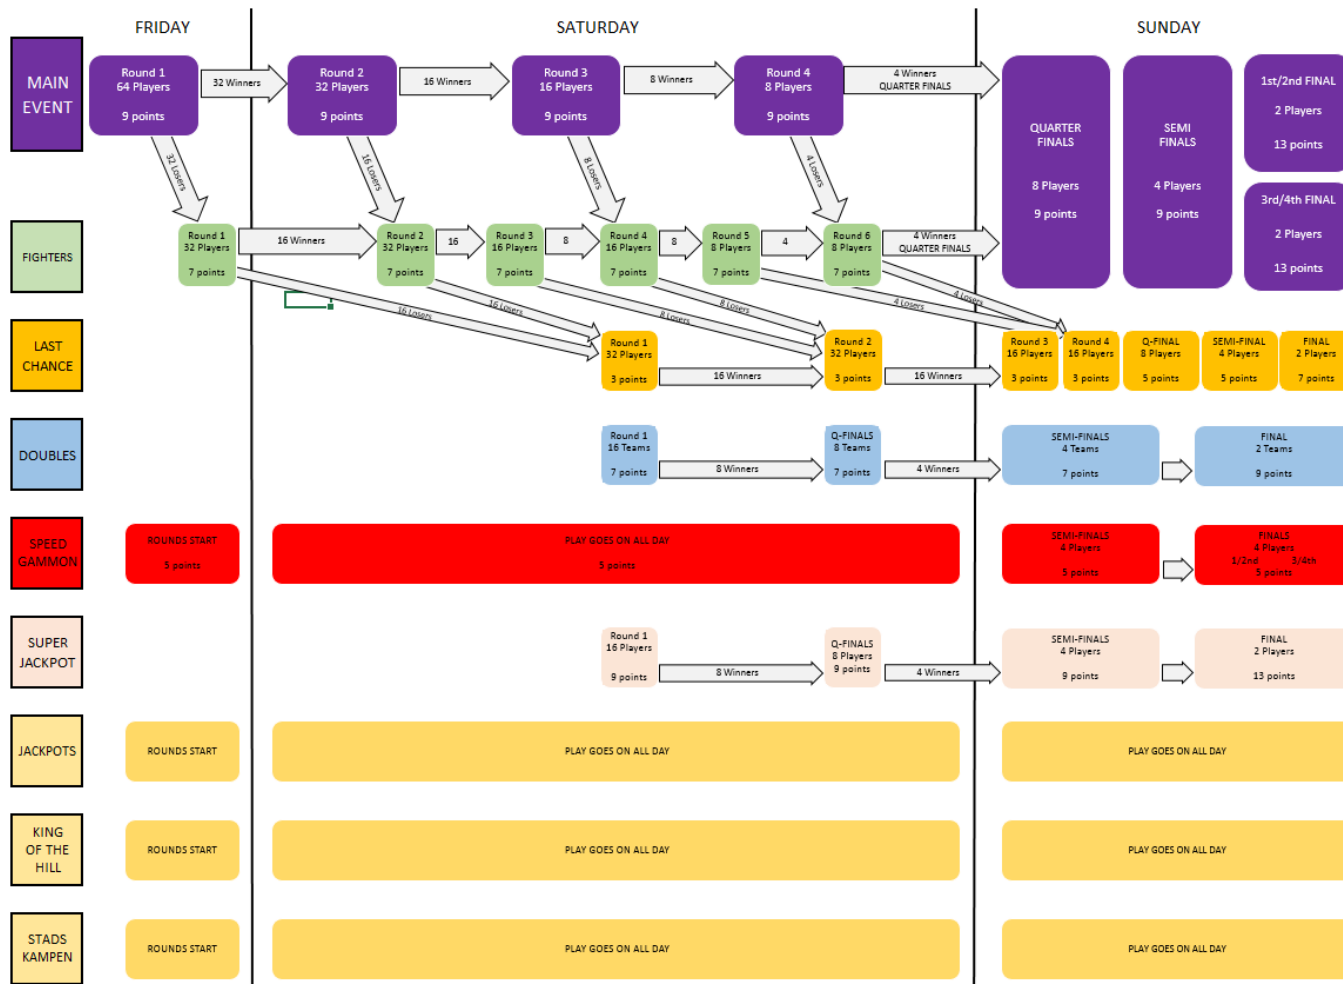 FRIDAY
SATURDAY
SUNDAY
MAIN
EVENT
Round 1
64 Players
9 points
32 Winners
Round 2
32 Players
9 points
16 Winners
Round 3
16 Players
9 points
8 Winners
Round 4
8 Players
9 points
4 Winners
QUARTER FINALS
QUARTER
FINALS
8 Players
9 points
SEMI
FINALS
4 Players
9 points
1st/2nd FINAL
2 Players
13 points
3rd/4th FINAL
2 Players
13 points
32 Losers
16 Losers
8 Losers
4 Losers
FIGHTERS
Round 1
32 Players
7 points
16 Winners
Round 2
32 Players
7 points
16
Round 3
16 Players
7 points
8
Round 4
16 Players
7 points
8
Round 5
8 Players
7 points
4
Round 6
8 Players
7 points
4 Winners
QUARTER FINALS
16 Losers
16 Losers
8 Losers
8 Losers
4 Losers
4 Losers
LAST
CHANCE
Round 1
32 Players
3 points
16 Winners
Round 2
32 Players
3 points
16 Winners
Round 3
16 Players
3 points
Round 4
16 Players
3 points
Q-FINAL
8 Players
5 points
SEMI-FINAL
4 Players
5 points
FINAL
2 Players
7 points
DOUBLES
Round 1
16 Teams
7 points
8 Winners
Q-FINALS
8 Teams
7 points
4 Winners
SEMI-FINALS
4 Teams
7 points
FINAL
2 Teams
9 points
SPEED
GAMMON
ROUNDS START
5 points
PLAY GOES ON ALL DAY
5 points
SEMI-FINALS
4 Players
5 points
FINALS
4 Players
1/2nd 3/4th
5 points
SUPER
JACKPOT
Round 1
16 Players
9 points
8 Winners
Q-FINALS
8 Players
9 points
4 Winners
SEMI-FINALS
4 Players
9 points
FINAL
2 Players
13 points
JACKPOTS
ROUNDS START
PLAY GOES ON ALL DAY
PLAY GOES ON ALL DAY
KING
OF THE
HILL
ROUNDS START
PLAY GOES ON ALL DAY
PLAY GOES ON ALL DAY
STADS
KAMPEN
ROUNDS START
PLAY GOES ON ALL DAY
PLAY GOES ON ALL DAY